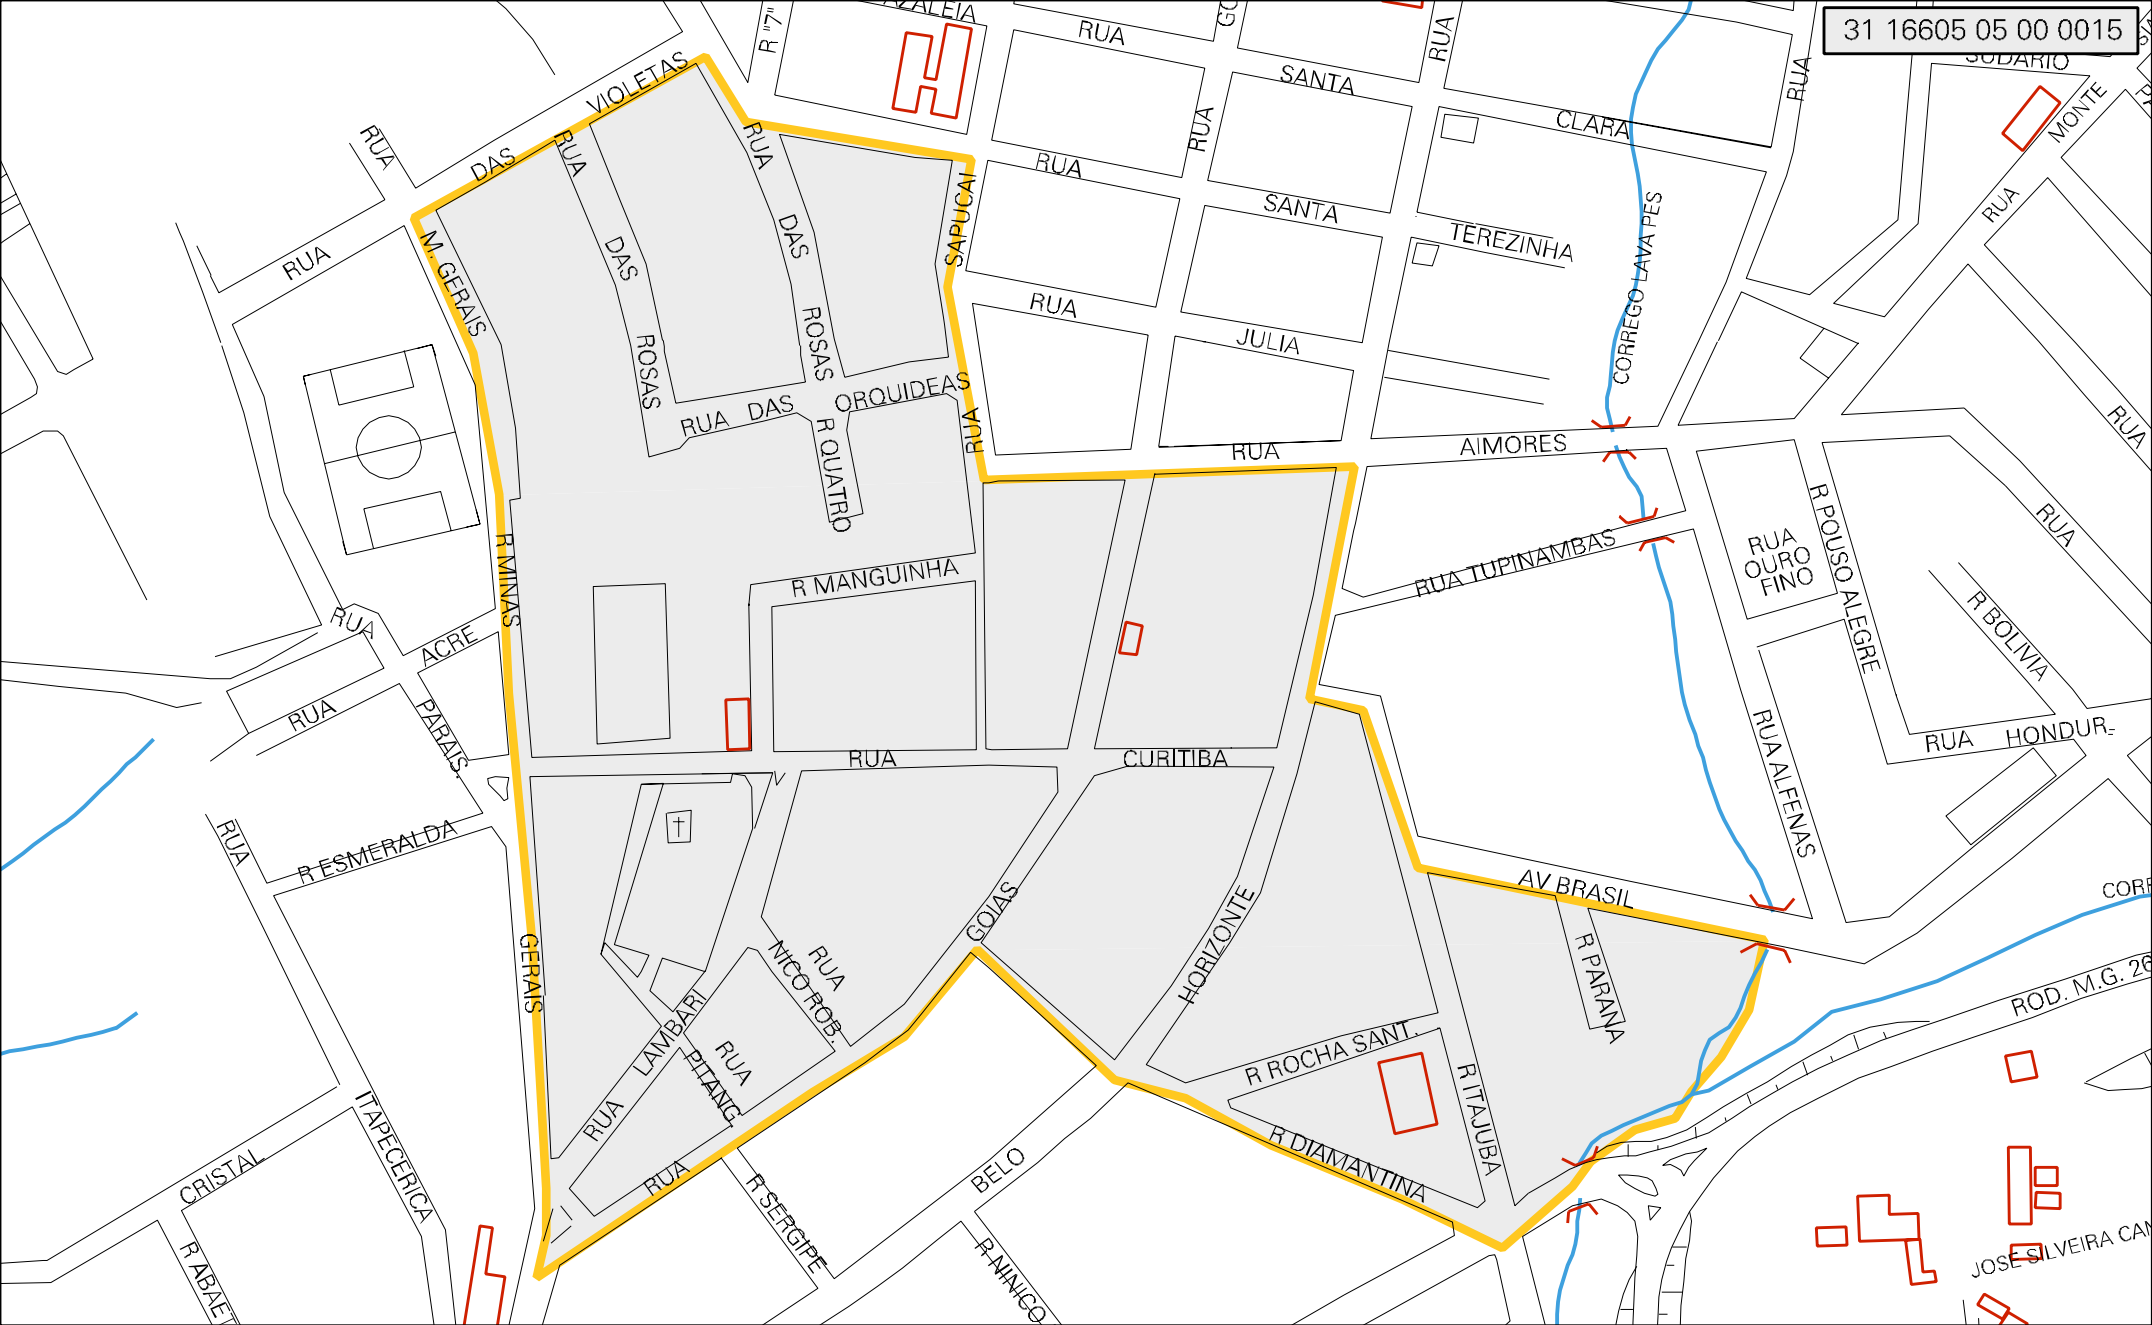 31 16605 05 00 0015
R "7"
AZALEIA
RUA
RUA
SUDARIO
RUA
VIOLETAS
SANTA
CLARA
MONTE
RUA
DAS
RUA
RUA
RUA
RUA
SANTA
TEREZINHA
CORREGO LAVA PES
RUA
SAPUCAI
M. GERAIS
RUA
DAS
DAS
ROSAS
ROSAS
RUA
JULIA
RUA DAS ORQUIDEAS
R QUATRO
RUA
RUA
AIMORES
RUA
RUA
R MINAS
R MANGUINHA
RUA TUPINAMBAS
RUA
OURO
FINO
R POUSO ALEGRE
R BOLIVIA
RUA
ACRE
RUA
PARAIS.
RUA
CURITIBA
RUA ALFENAS
RUA HONDUR.
RUA
R ESMERALDA
GERAIS
GOIAS
HORIZONTE
AV BRASIL
R PARANA
RUA
NICO ROB.
RUA LAMBARI
RUA
PITANG
R ROCHA SANT.
R ITAJUBA
R DIAMANTINA
ROD. M.G. 26
CORR
ITAPECERICA
CRISTAL
R ABAET
RUA
R SERGIPE
BELO
R NINICO
JOSE SILVEIRA CAN